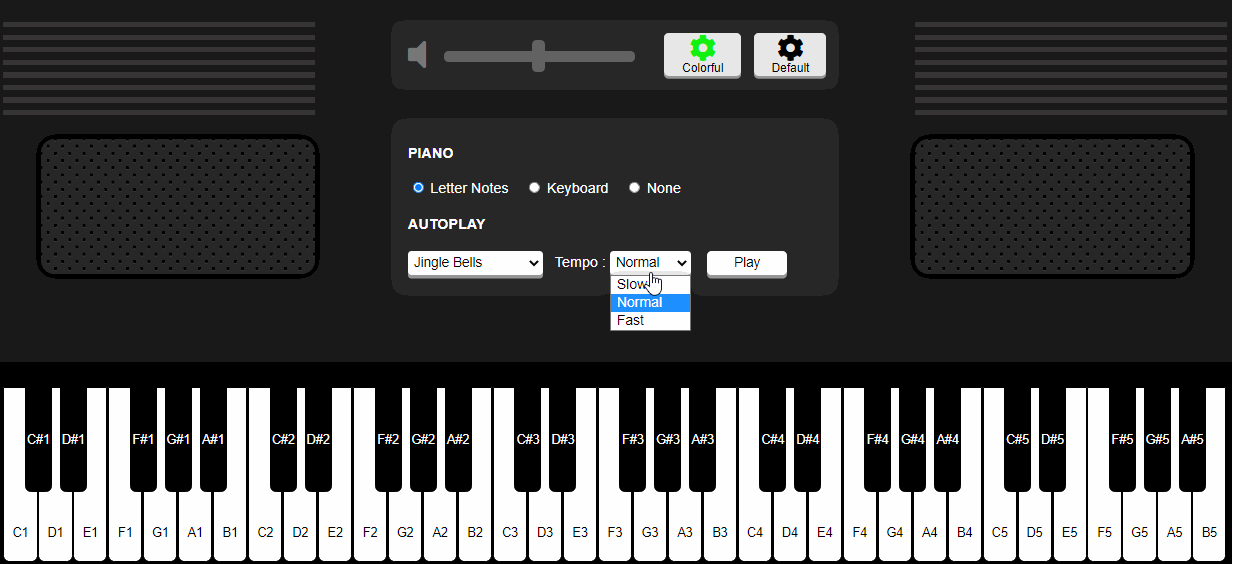 Colorful Default
PIANO
Letter Notes Keyboard None
AUTOPLAY
Jingle Bells Tempo : Normal Play
Slow
Normal
Fast
C#1 D#1 F#1 G#1 A#1 C#2 D#2 F#2 G#2 A#2 C#3 D#3 F#3 G#3 A#3 C#4 D#4 F#4 G#4 A#4 C#5 D#5 F#5 G#5 A#5
C1 D1 E1 F1 G1 A1 B1 C2 D2 E2 F2 G2 A2 B2 C3 D3 E3 F3 G3 A3 B3 C4 D4 E4 F4 G4 A4 B4 C5 D5 E5 F5 G5 A5 B5